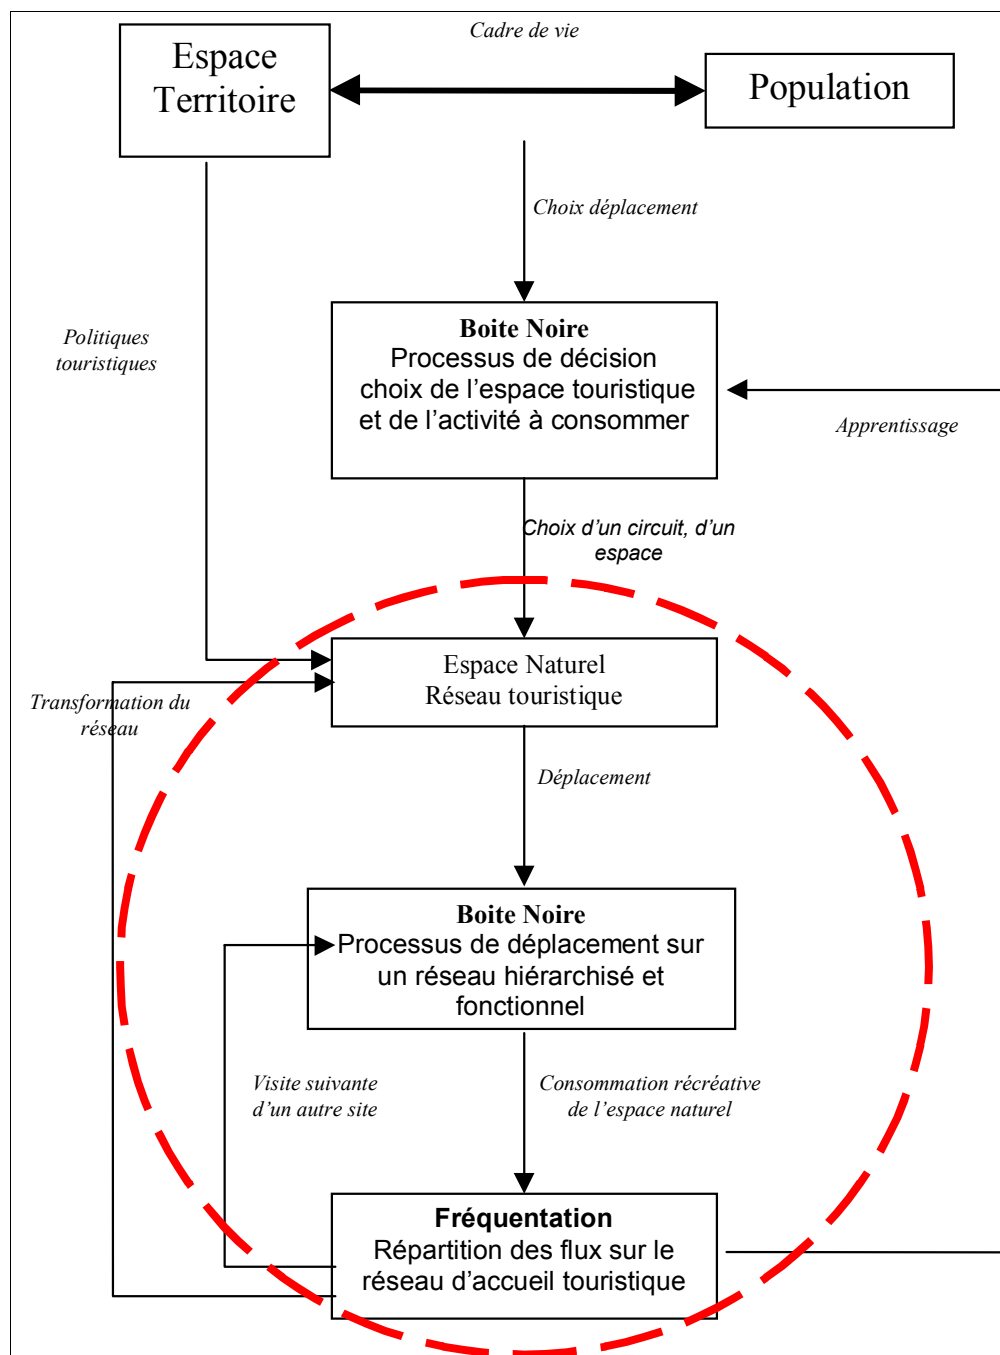 Cadre de vie
Espace
Territoire
Population
Choix déplacement
Boite Noire
Processus de décision
choix de l'espace touristique
et de l'activité à consommer
Politiques
touristiques
Apprentissage
Choix d'un circuit, d'un
espace
Espace Naturel
Réseau touristique
Transformation du
réseau
Déplacement
Boite Noire
Processus de déplacement sur
un réseau hiérarchisé et
fonctionnel
Visite suivante
d'un autre site
Consommation récréative
de l'espace naturel
Fréquentation
Répartition des flux sur le
réseau d'accueil touristique